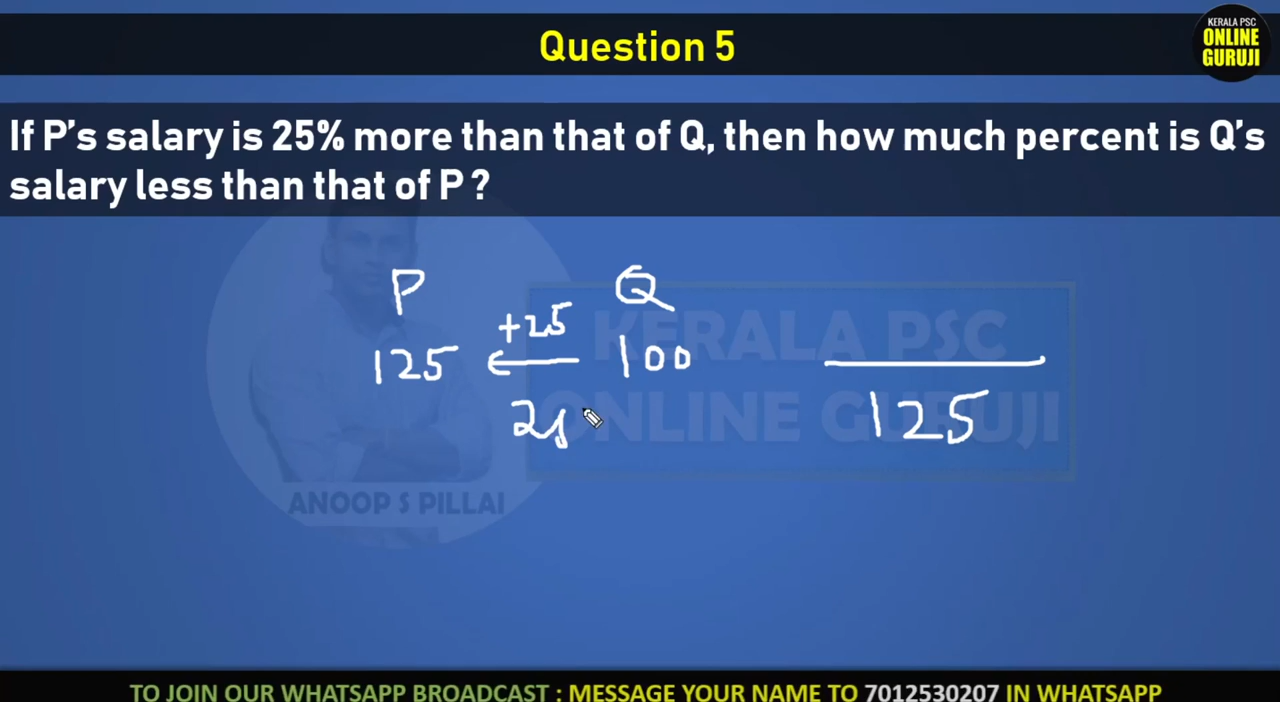 Question 5
KERALA PSC
ONLINE
GURUJI
If P’s salary is 25% more than that of Q, then how much percent is Q’s
salary less than that of P ?
P Q
+25
125 100
25 125
KERALA PSC
ONLINE GURUJI
ANOOP S PILLAI
TO JOIN OUR WHATSAPP BROADCAST : MESSAGE YOUR NAME TO 7012530207 IN WHATSAPP